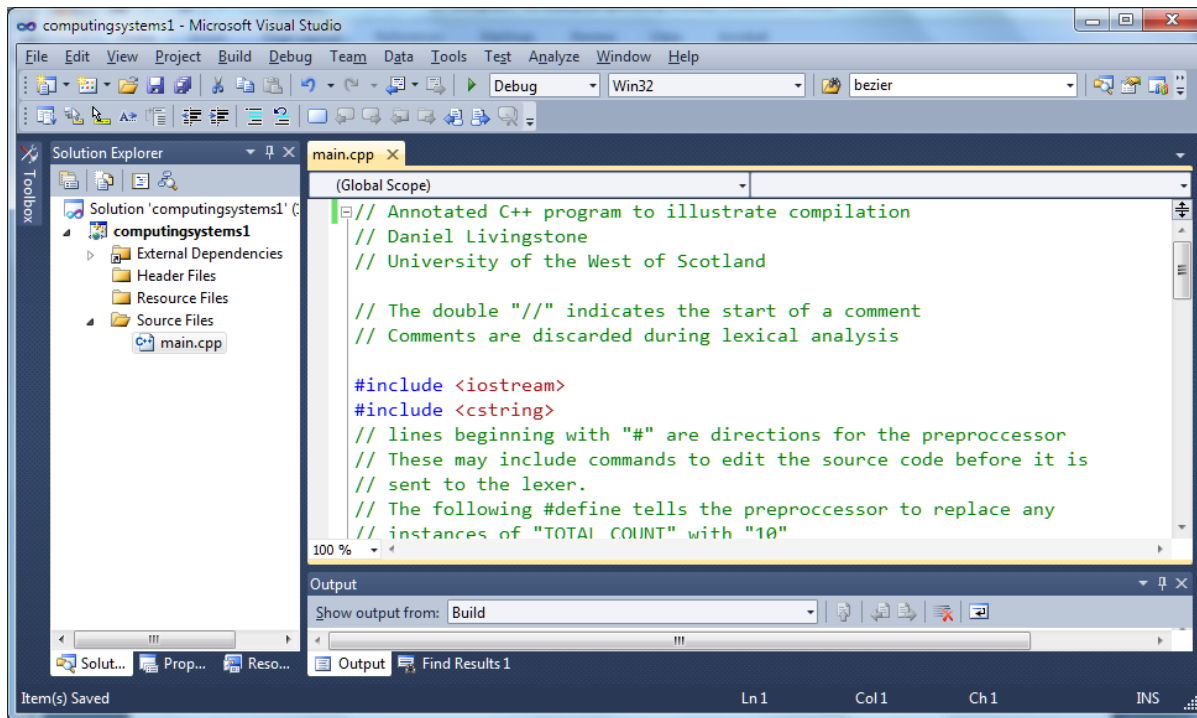 computingsystems1 - Microsoft Visual Studio
File Edit View Project Build Debug Team Data Tools Test Analyze Window Help
Debug Win32 bezier
Toolbox
Solution Explorer
Solution 'computingsystems1' (
computingsystems1
External Dependencies
Header Files
Resource Files
Source Files
main.cpp
main.cpp
(Global Scope)
// Annotated C++ program to illustrate compilation
// Daniel Livingstone
// University of the West of Scotland
// The double "//" indicates the start of a comment
// Comments are discarded during lexical analysis
#include <iostream>
#include <cstring>
// lines beginning with "#" are directions for the preproccessor
// These may include commands to edit the source code before it is
// sent to the lexer.
// The following #define tells the preproccessor to replace any
// instances of "TOTAL_COUNT" with "10"
100 %
Output
Show output from: Build
Solut... Prop... Reso...
Output Find Results 1
Item(s) Saved Ln 1 Col 1 Ch 1 INS